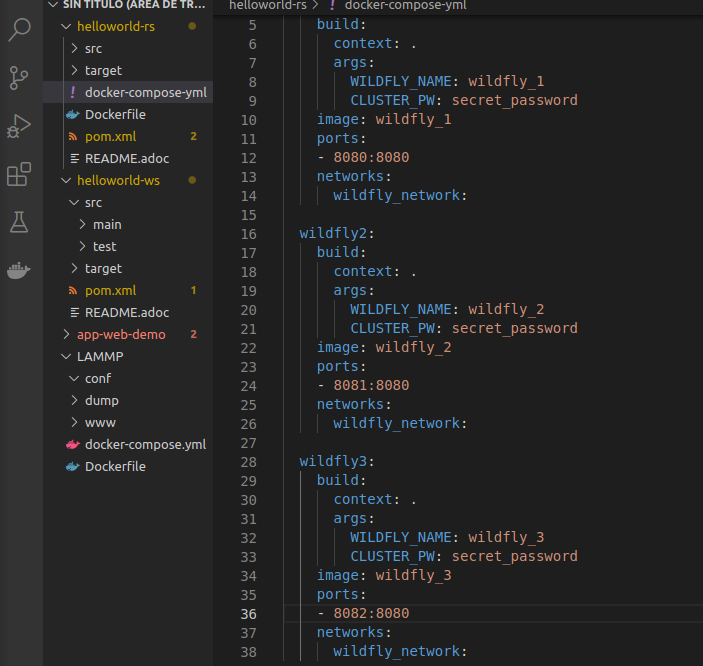 SIN TÍTULO (ÁREA DE TR...
helloworld-rs
src
target
! docker-compose-yml
Dockerfile
pom.xml 2
README.adoc
helloworld-ws
src
main
test
target
pom.xml 1
README.adoc
app-web-demo 2
LAMMP
conf
dump
www
docker-compose.yml
Dockerfile
helloworld-rs > ! docker-compose-yml
5 build:
6 context: .
7 args:
8 WILDFLY_NAME: wildfly_1
9 CLUSTER_PW: secret_password
10 image: wildfly_1
11 ports:
12 - 8080:8080
13 networks:
14 wildfly_network:
15
16 wildfly2:
17 build:
18 context: .
19 args:
20 WILDFLY_NAME: wildfly_2
21 CLUSTER_PW: secret_password
22 image: wildfly_2
23 ports:
24 - 8081:8080
25 networks:
26 wildfly_network:
27
28 wildfly3:
29 build:
30 context: .
31 args:
32 WILDFLY_NAME: wildfly_3
33 CLUSTER_PW: secret_password
34 image: wildfly_3
35 ports:
36 - 8082:8080
37 networks:
38 wildfly_network: